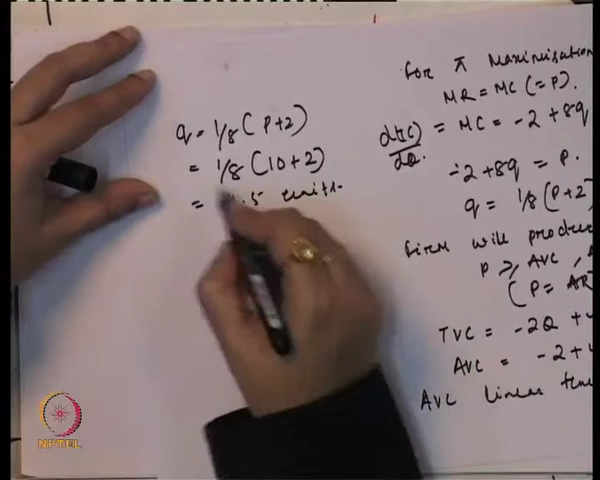 q = 1/8 ( P+2 )
= 1/8 (10+2)
= .5 units.
for π Maximisation
MR = MC (= P).
d(TC)/dQ. = MC = -2 + 8q
-2 + 8q = P.
q = 1/8 (P+2)
firm will produce
P ≥ AVC ,
( P = AR
TVC = -2Q +
AVC = -2 +
AVC linear
NPTEL